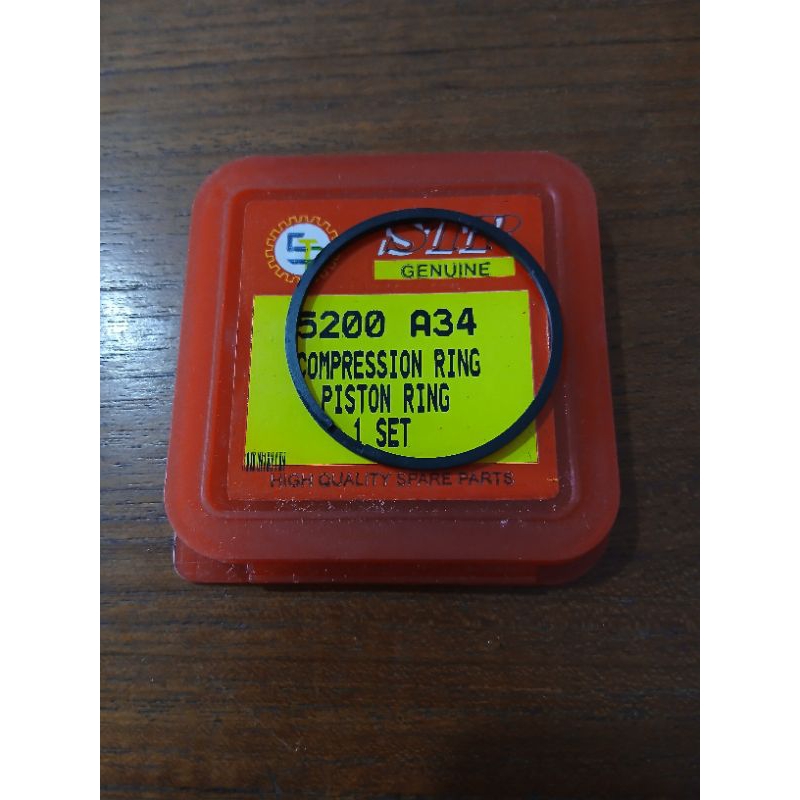 GENUINE
5200 A34
COMPRESSION RING
PISTON RING
1 SET
HIGH QUALITY SPARE PARTS